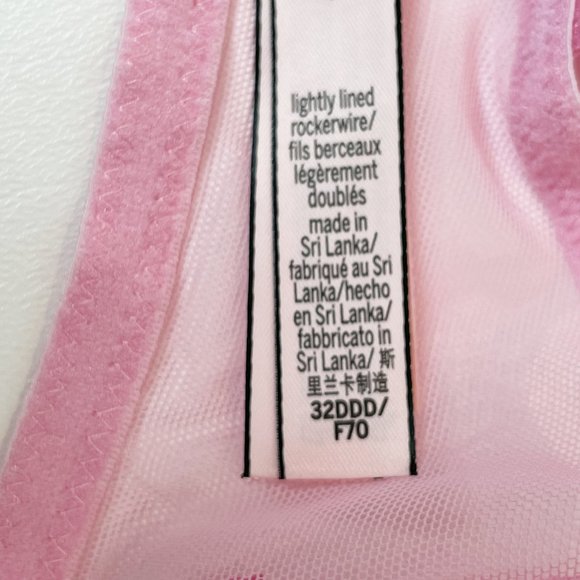 lightly lined
rockerwire/
fils berceaux
légèrement
doublés
made in
Sri Lanka/
fabriqué au Sri
Lanka/hecho
en Sri Lanka/
fabbricato in
Sri Lanka/ 斯
里兰卡制造
32DDD/
F70